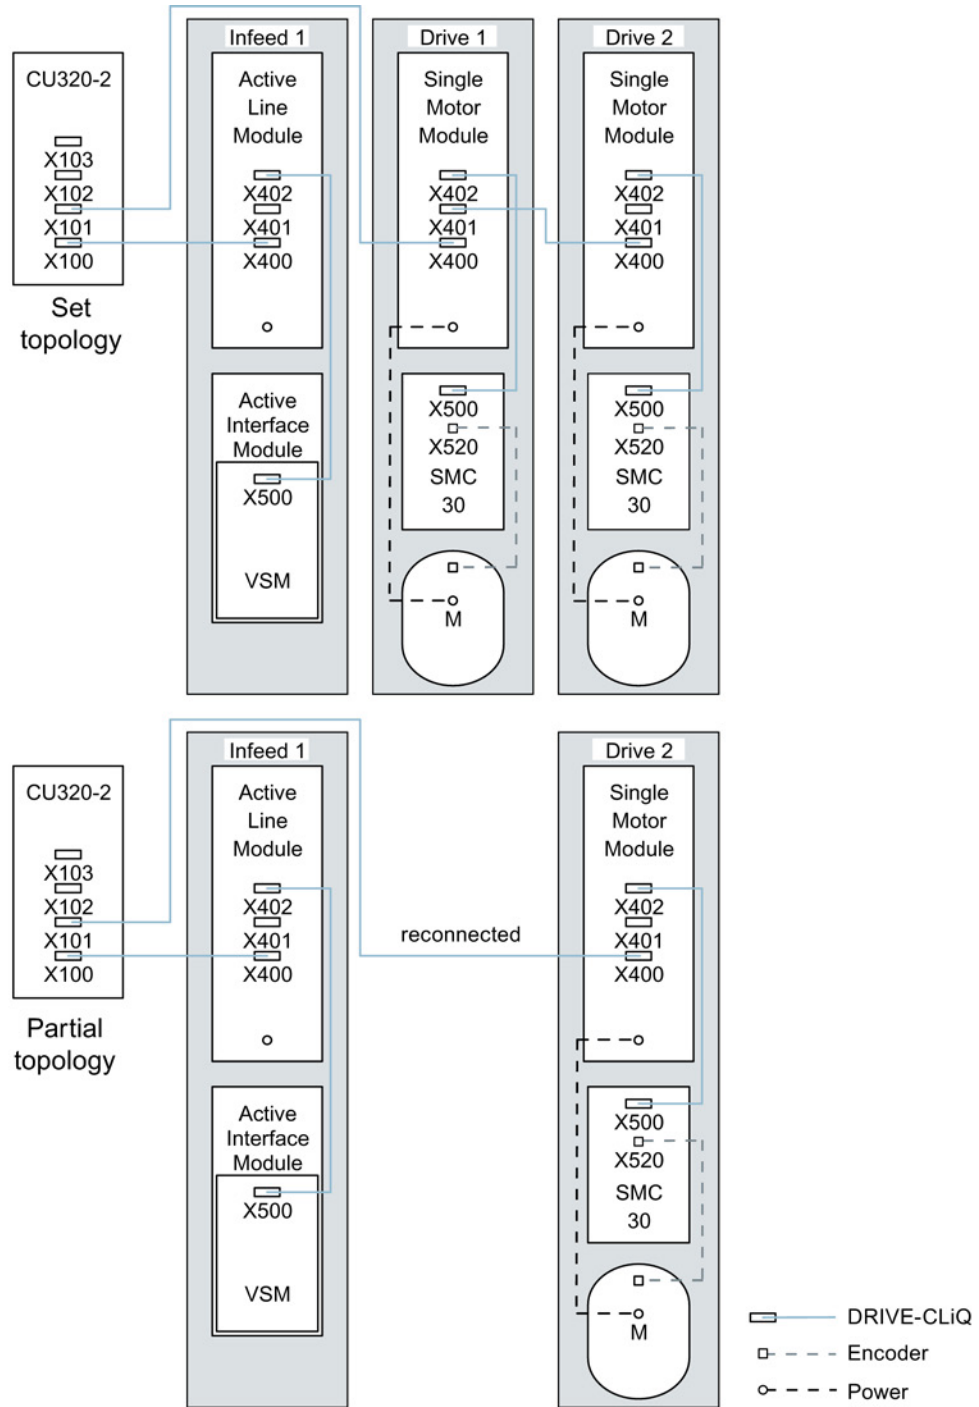 Infeed 1
Drive 1
Drive 2
CU320-2
X103
X102
X101
X100
Set
topology
Active
Line
Module
X402
X401
X400
Active
Interface
Module
X500
VSM
Single
Motor
Module
X402
X401
X400
X500
X520
SMC
30
M
Single
Motor
Module
X402
X401
X400
X500
X520
SMC
30
M
Infeed 1
Drive 2
CU320-2
X103
X102
X101
X100
Partial
topology
Active
Line
Module
X402
X401
X400
Active
Interface
Module
X500
VSM
reconnected
Single
Motor
Module
X402
X401
X400
X500
X520
SMC
30
M
DRIVE-CLiQ
Encoder
Power